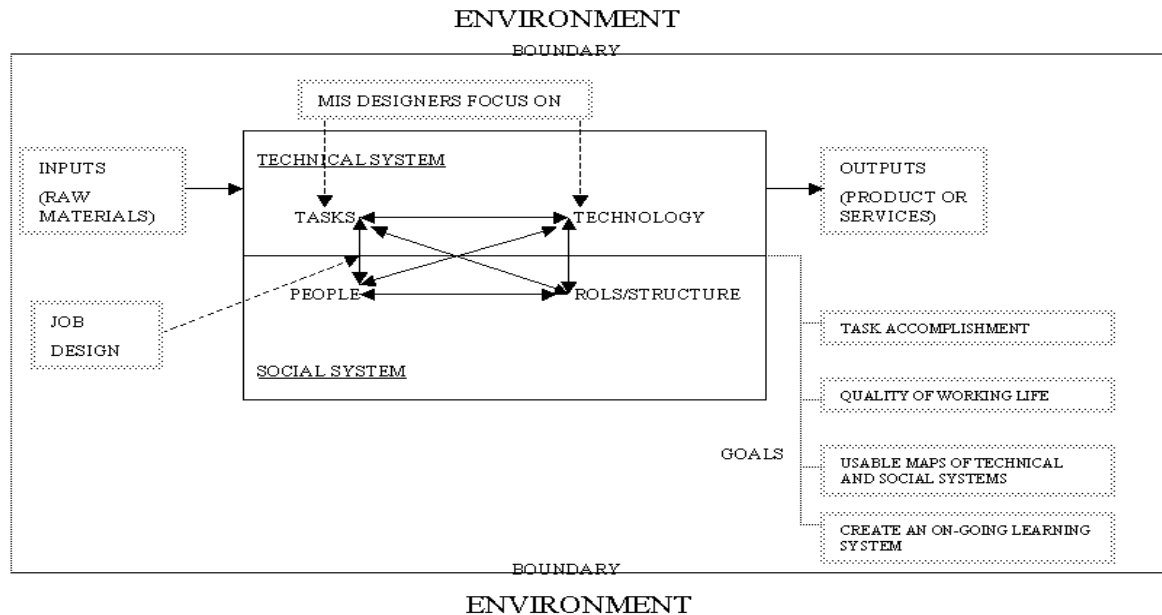 ENVIRONMENT
BOUNDARY
MIS DESIGNERS FOCUS ON
INPUTS
(RAW
MATERIALS)
TECHNICAL SYSTEM
OUTPUTS
(PRODUCT OR
SERVICES)
TASKS
TECHNOLOGY
PEOPLE
ROLS/STRUCTURE
JOB
DESIGN
SOCIAL SYSTEM
TASK ACCOMPLISHMENT
QUALITY OF WORKING LIFE
GOALS
USABLE MAPS OF TECHNICAL
AND SOCIAL SYSTEMS
CREATE AN ON-GOING LEARNING
SYSTEM
BOUNDARY
ENVIRONMENT